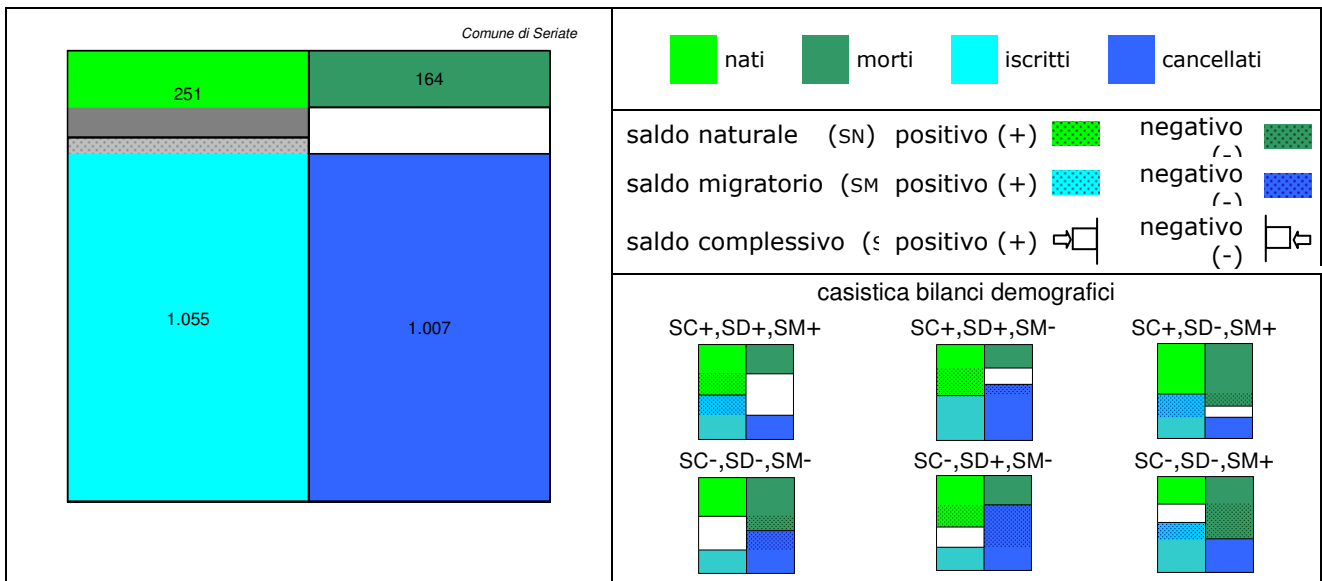 Comune di Seriate
251
164
1.055
1.007
nati morti iscritti cancellati
saldo naturale (SN) positivo (+) negativo (-)
saldo migratorio (SM positivo (+) negativo (-)
saldo complessivo ( positivo (+) negativo (-)
casistica bilanci demografici
SC+,SD+,SM+ SC+,SD+,SM- SC+,SD-,SM+
SC-,SD-,SM- SC-,SD+,SM- SC-,SD-,SM+